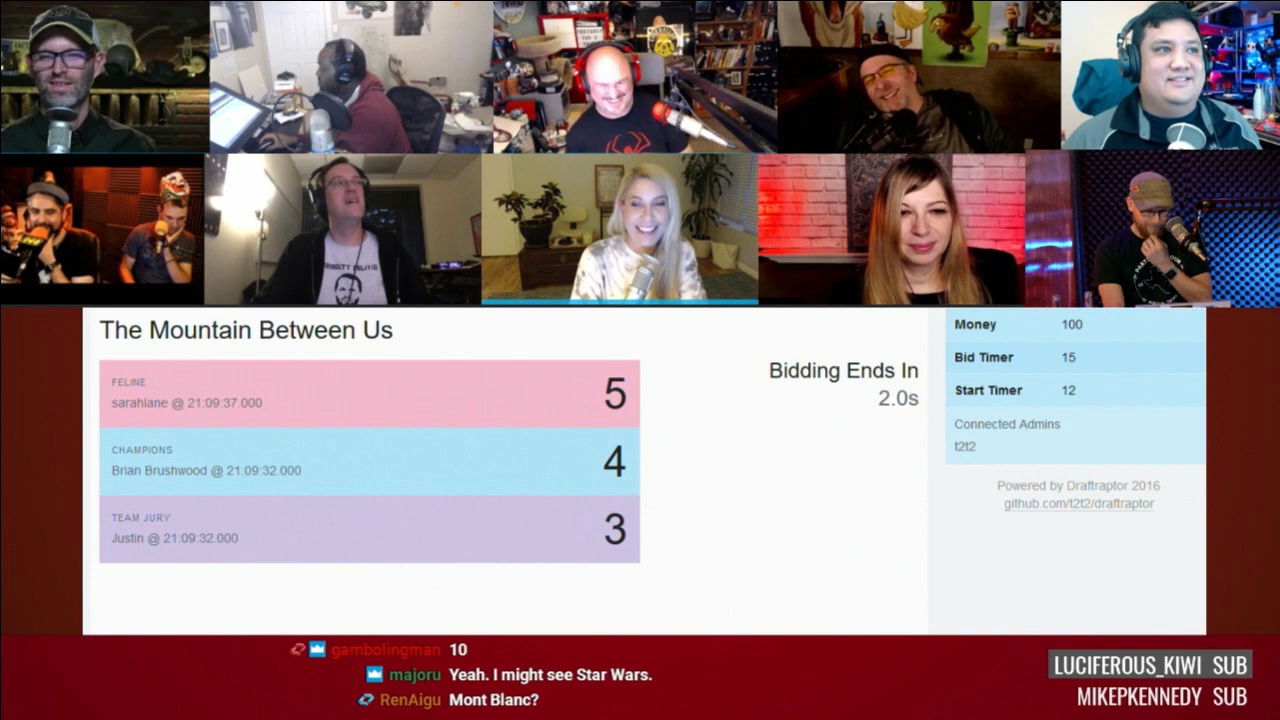 The Mountain Between Us
FELINE
sarahlane @ 21:09:37.000
5
CHAMPIONS
Brian Brushwood @ 21:09:32.000
4
TEAM JURY
Justin @ 21:09:32.000
3
Bidding Ends In
2.0s
Money 100
Bid Timer 15
Start Timer 12
Connected Admins
t2t2
Powered by Draftraptor 2016
github.com/t2t2/draftraptor
gambolingman 10
majoru Yeah. I might see Star Wars.
RenAigu Mont Blanc?
LUCIFEROUS_KIWI SUB
MIKEPKENNEDY SUB